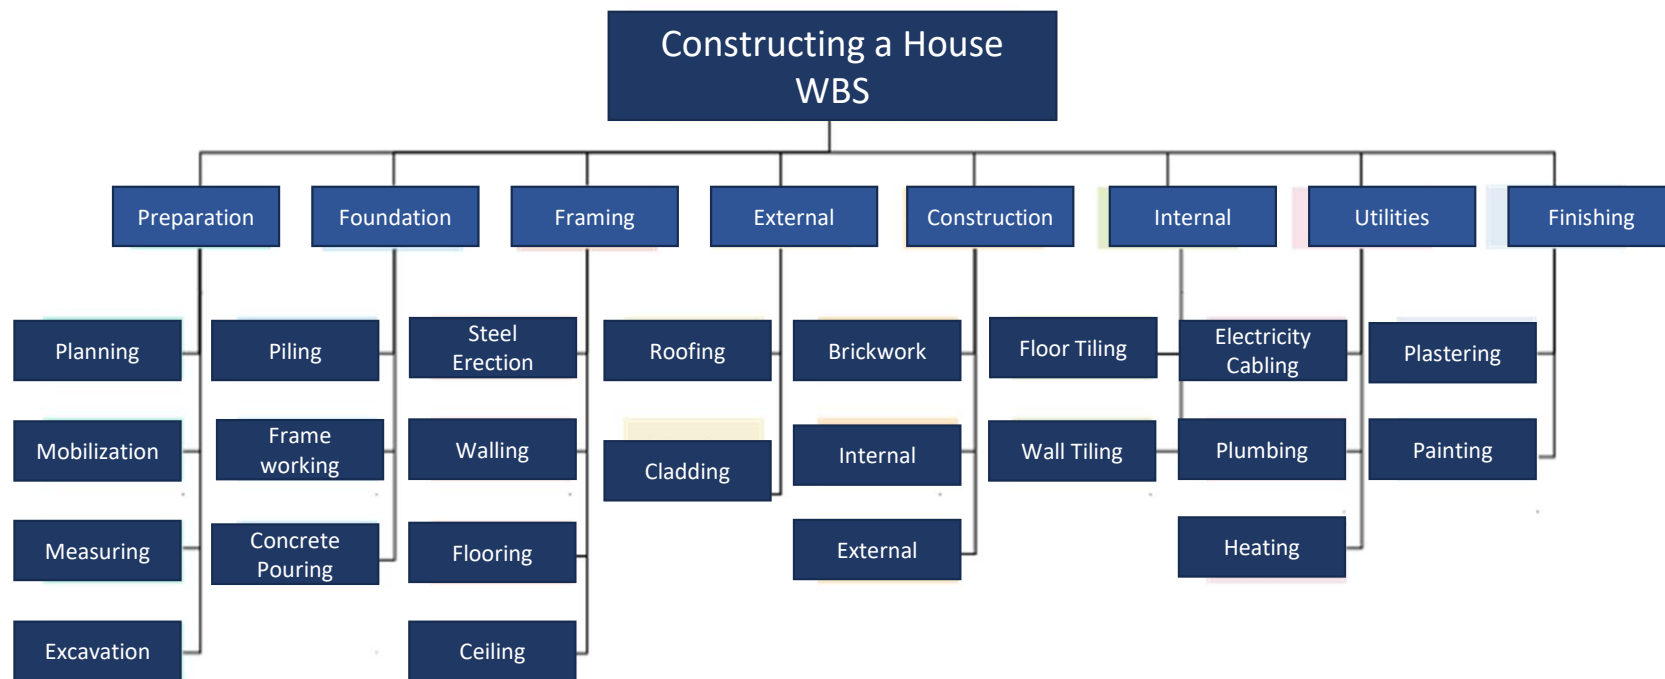 Constructing a House
WBS
Preparation
Foundation
Framing
External
Construction
Internal
Utilities
Finishing
Planning
Piling
Steel
Erection
Roofing
Brickwork
Floor Tiling
Electricity
Cabling
Plastering
Mobilization
Frame
working
Walling
Cladding
Internal
Wall Tiling
Plumbing
Painting
Measuring
Concrete
Pouring
Flooring
External
Heating
Excavation
Ceiling